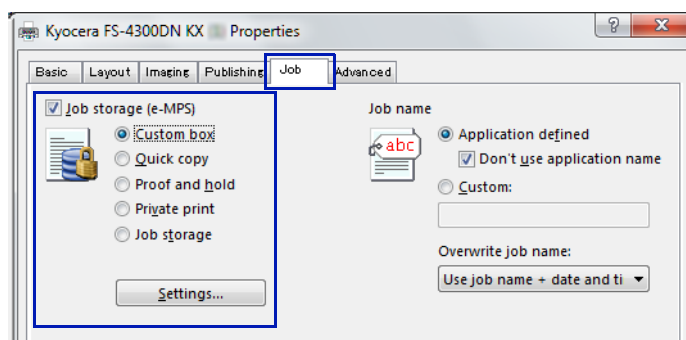 Kyocera FS-4300DN KX Properties
Basic Layout Imaging Publishing Job Advanced
Job storage (e-MPS)
Custom box
Quick copy
Proof and hold
Private print
Job storage
Settings...
Job name
abc
Application defined
Don't use application name
Custom:
Overwrite job name:
Use job name + date and ti